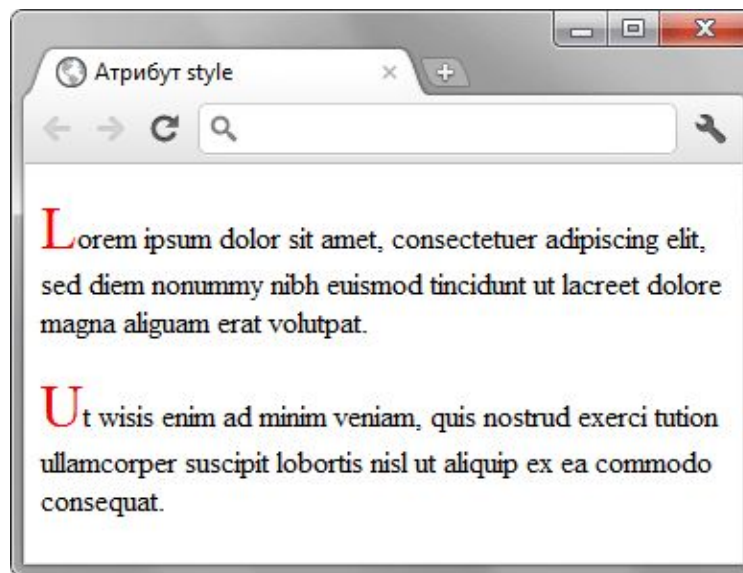 Атрибут style
Lorem ipsum dolor sit amet, consectetuer adipiscing elit,
sed diem nonummy nibh euismod tincidunt ut lacreet dolore
magna aliguam erat volutpat.
Ut wisis enim ad minim veniam, quis nostrud exerci tution
ullamcorper suscipit lobortis nisl ut aliquip ex ea commodo
consequat.